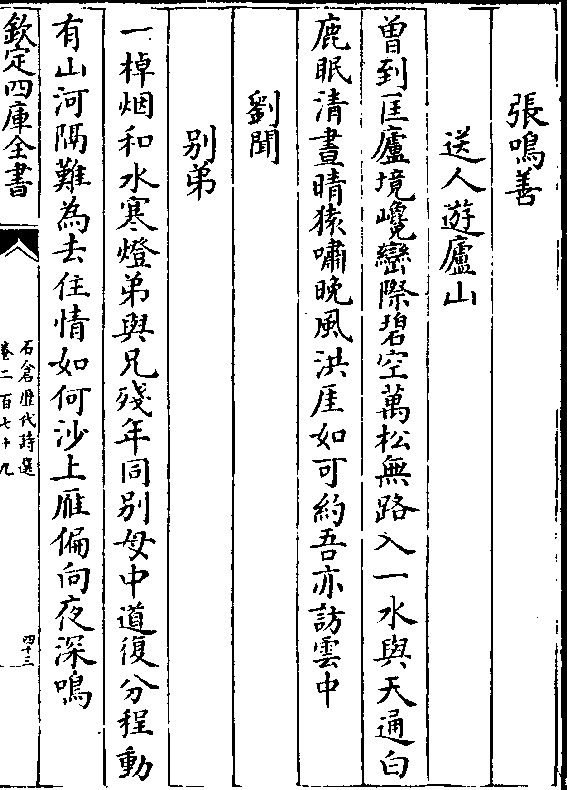 張鳴善
送人遊廬山
曽到匡廬境巉巒際碧空萬松無路入一水與天通白
鹿眠清晝晴猿嘯晚風洪厓如可約吾亦訪雲中
劉聞
别弟
一棹烟和水寒燈弟與兄殘年同别母中道復分程動
有山河隔難為去住情如何沙上雁偏向夜深鳴
欽定四庫全書
石倉歴代詩選
卷二百七十九
四十三